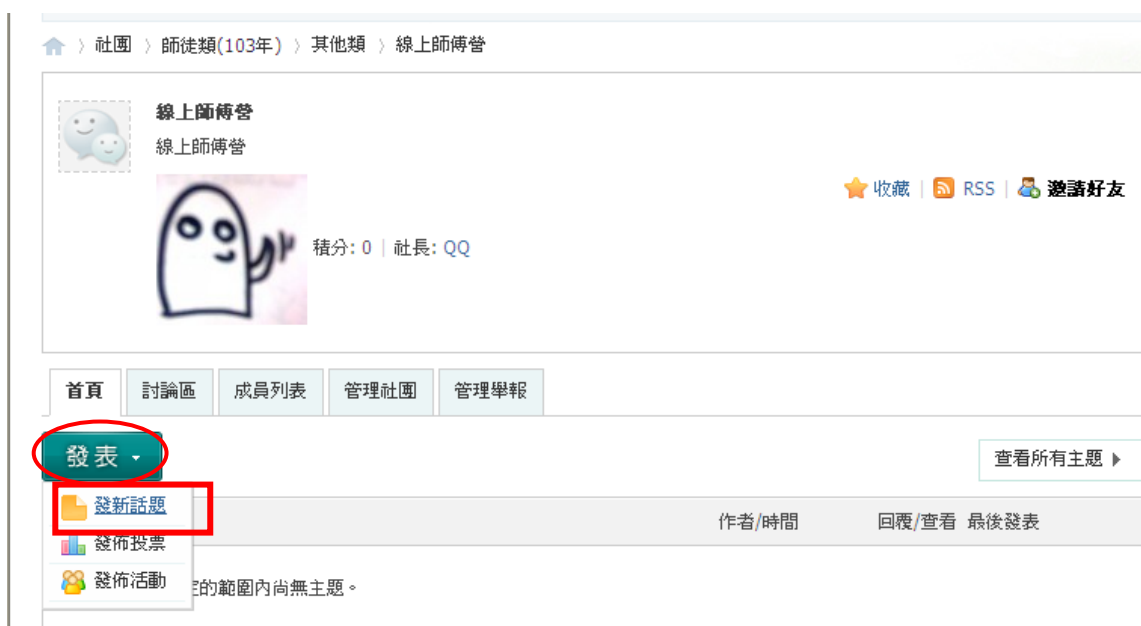 社團 〉 師徒類(103年) 〉 其他類 〉 線上師傅營
線上師傅營
線上師傅營
收藏 | RSS | 邀請好友
積分: 0 | 社長: QQ
首頁 討論區 成員列表 管理社團 管理舉報
發表
查看所有主題
發新話題
作者/時間 回覆/查看 最後發表
發佈投票
發佈活動
定的範圍內尚無主題。